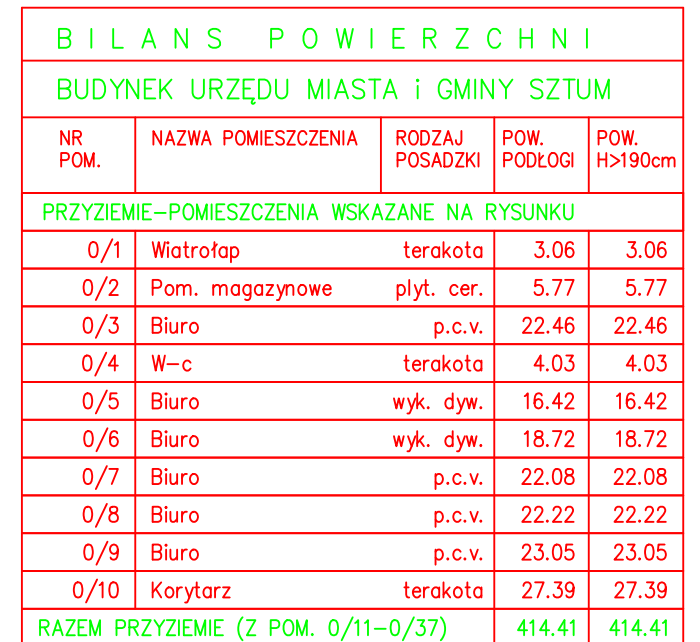 BILANS POWIERZCHNI
BUDYNEK URZĘDU MIASTA i GMINY SZTUM
NR POM. NAZWA POMIESZCZENIA RODZAJ POSADZKI POW. PODŁOGI POW. H>190cm
PRZYZIEMIE-POMIESZCZENIA WSKAZANE NA RYSUNKU
0/1 Wiatrołap terakota 3.06 3.06
0/2 Pom. magazynowe plyt. cer. 5.77 5.77
0/3 Biuro p.c.v. 22.46 22.46
0/4 W-c terakota 4.03 4.03
0/5 Biuro wyk. dyw. 16.42 16.42
0/6 Biuro wyk. dyw. 18.72 18.72
0/7 Biuro p.c.v. 22.08 22.08
0/8 Biuro p.c.v. 22.22 22.22
0/9 Biuro p.c.v. 23.05 23.05
0/10 Korytarz terakota 27.39 27.39
RAZEM PRZYZIEMIE (Z POM. 0/11-0/37) 414.41 414.41